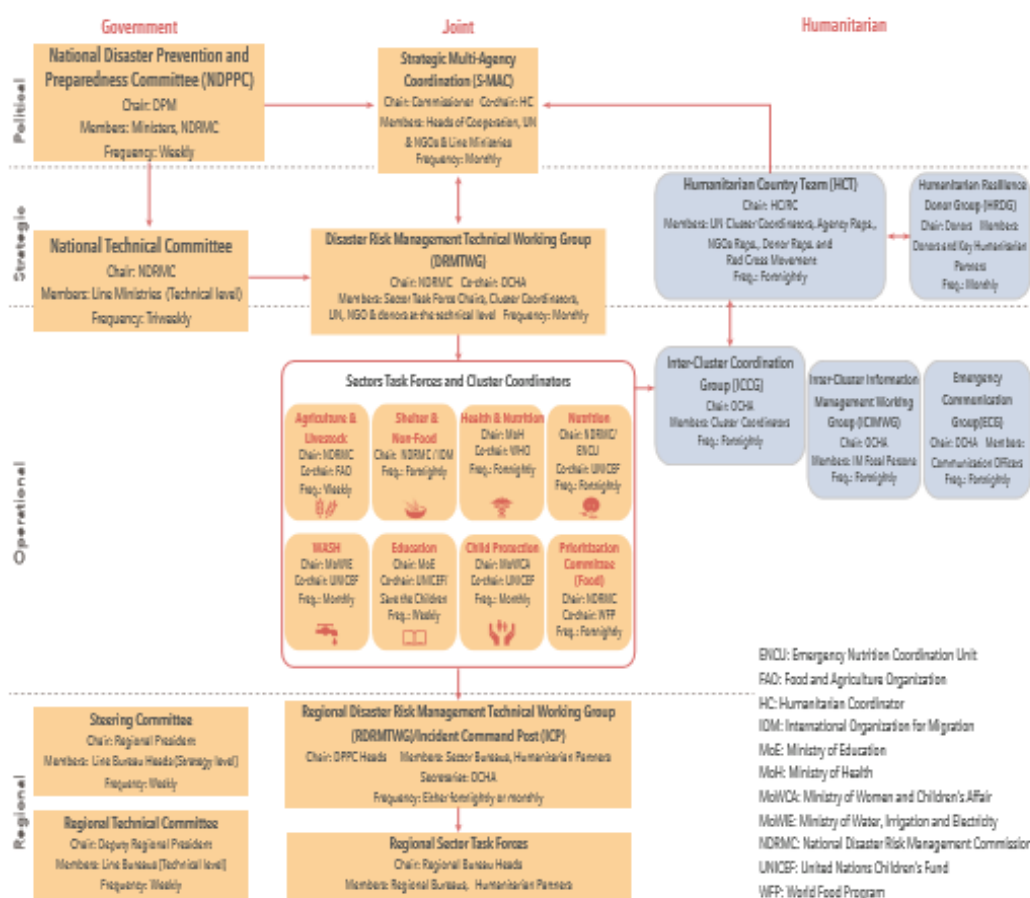 Government
Joint
Humanitarian
Political
National Disaster Prevention and
Preparedness Committee (NDPPC)
Chair: DPM
Members: Ministers, NDRMC
Frequency: Weekly
Strategic Multi-Agency
Coordination (S-MAC)
Chair: Commissioner Co-chair: HC
Members: Heads of Cooperation, UN
& NGOs & Line Ministries
Frequency: Monthly
Strategic
National Technical Committee
Chair: NDRMC
Members: Line Ministries (Technical level)
Frequency: Triweekly
Disaster Risk Management Technical Working Group
(DRMTWG)
Chair: NDRMC Co-chair: OCHA
Members: Sector Task Force Chairs, Cluster Coordinators,
UN, NGO & donors at the technical level Frequency: Monthly
Humanitarian Country Team (HCT)
Chair: HC/RC
Members: UN Cluster Coordinators, Agency Reps.,
NGOs Reps., Donor Reps. and
Red Cross Movement
Freq.: Fortnightly
Humanitarian Resilience
Donor Group (HRDG)
Chair: Donors Members:
Donors and Key Humanitarian
Partners
Freq.: Monthly
Operational
Sectors Task Forces and Cluster Coordinators
Agriculture &
Livestock
Chair: NDRMC
Co-chair: FAO
Freq.: Weekly
Shelter &
Non-Food
Chair: NDRMC / IOM
Freq.: Fortnightly
Health & Nutrition
Chair: MoH
Co-chair: WHO
Freq.: Fortnightly
Nutrition
Chair: NDRMC/
ENCU
Co-chair: UNICEF
Freq.: Fortnightly
WASH
Chair: MoWIE
Co-chair: UNICEF
Freq.: Monthly
Education
Chair: MoE
Co-chair: UNICEF/
Save the Children
Freq.: Weekly
Child Protection
Chair: MoWCA
Co-chair: UNICEF
Freq.: Monthly
Prioritization
Committee
(Food)
Chair: NDRMC
Co-chair: WFP
Freq.: Fortnightly
Inter-Cluster Coordination
Group (ICCG)
Chair: OCHA
Members: Cluster Coordinators
Freq.: Fortnightly
Inter-Cluster Information
Management Working
Group (ICIMWG)
Chair: OCHA
Members: IM Focal Persons
Freq.: Fortnightly
Emergency
Communication
Group(ECG)
Chair: OCHA Members:
Communication Officers
Freq.: Fortnightly
Regional
Steering Committee
Chair: Regional President
Members: Line Bureau Heads (Strategy level)
Frequency: Weekly
Regional Technical Committee
Chair: Deputy Regional President
Members: Line Bureaus (Technical level)
Frequency: Weekly
Regional Disaster Risk Management Technical Working Group
(RDRMTWG)/Incident Command Post (ICP)
Chair: DPPC Heads Members: Sector Bureaus, Humanitarian Partners
Secretariat: OCHA
Frequency: Either fortnightly or monthly
Regional Sector Task Forces
Chair: Regional Bureau Heads
Members: Regional Bureaus, Humanitarian Partners
ENCU: Emergency Nutrition Coordination Unit
FAO: Food and Agriculture Organization
HC: Humanitarian Coordinator
IOM: International Organization for Migration
MoE: Ministry of Education
MoH: Ministry of Health
MoWCA: Ministry of Women and Children's Affair
MoWIE: Ministry of Water, Irrigation and Electricity
NDRMC: National Disaster Risk Management Commission
UNICEF: United Nations Children's Fund
WFP: World Food Program